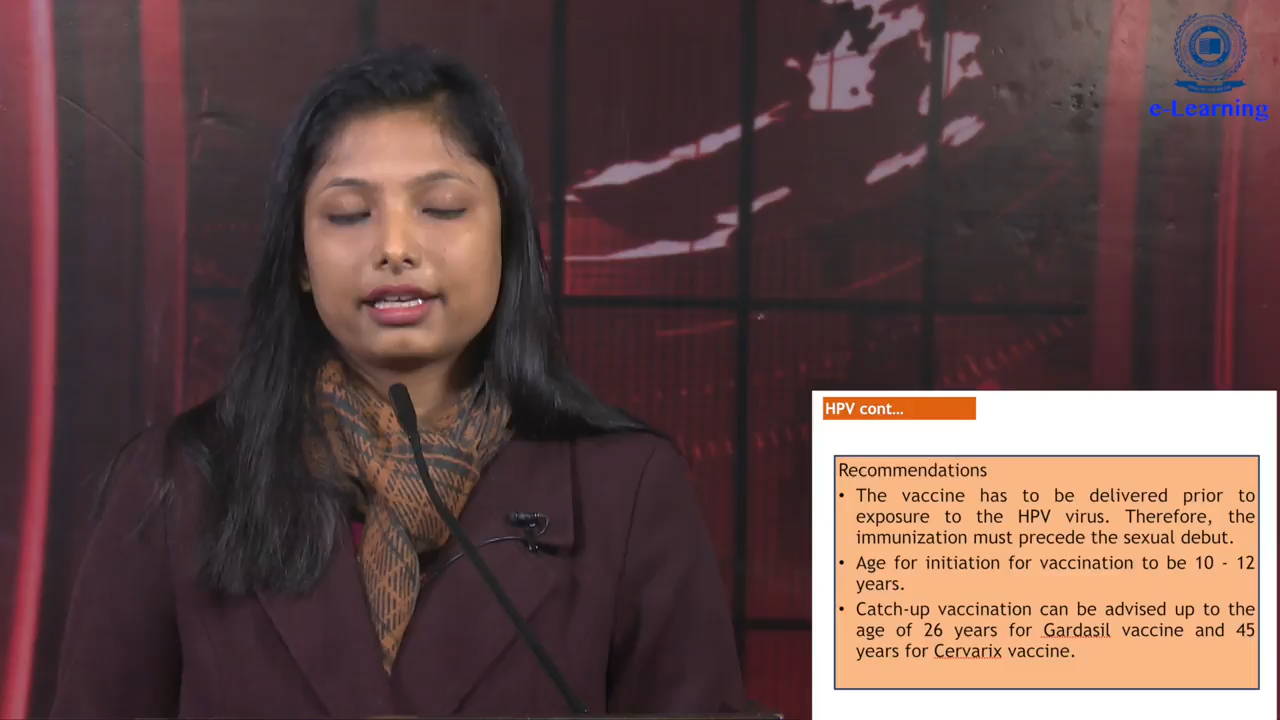 e-Learning
HPV cont...
Recommendations
• The vaccine has to be delivered prior to
exposure to the HPV virus. Therefore, the
immunization must precede the sexual debut.
• Age for initiation for vaccination to be 10 - 12
years.
• Catch-up vaccination can be advised up to the
age of 26 years for Gardasil vaccine and 45
years for Cervarix vaccine.